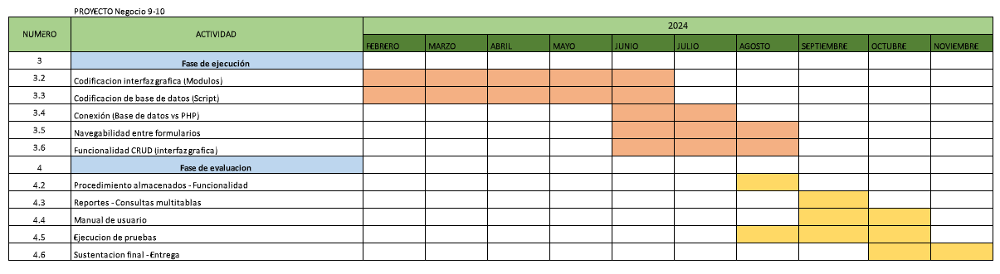 PROYECTO Negocio 9-10
NUMERO ACTIVIDAD 2024
FEBRERO MARZO ABRIL MAYO JUNIO JULIO AGOSTO SEPTIEMBRE OCTUBRE NOVIEMBRE
3 Fase de ejecución
3.2 Codificacion interfaz grafica (Modulos)
3.3 Codificacion de base de datos (Script)
3.4 Conexión (Base de datos vs PHP)
3.5 Navegabilidad entre formularios
3.6 Funcionalidad CRUD (interfaz grafica)
4 Fase de evaluacion
4.2 Procedimiento almacenados - Funcionalidad
4.3 Reportes - Consultas multitablas
4.4 Manual de usuario
4.5 Ejecucion de pruebas
4.6 Sustentacion final - Entrega